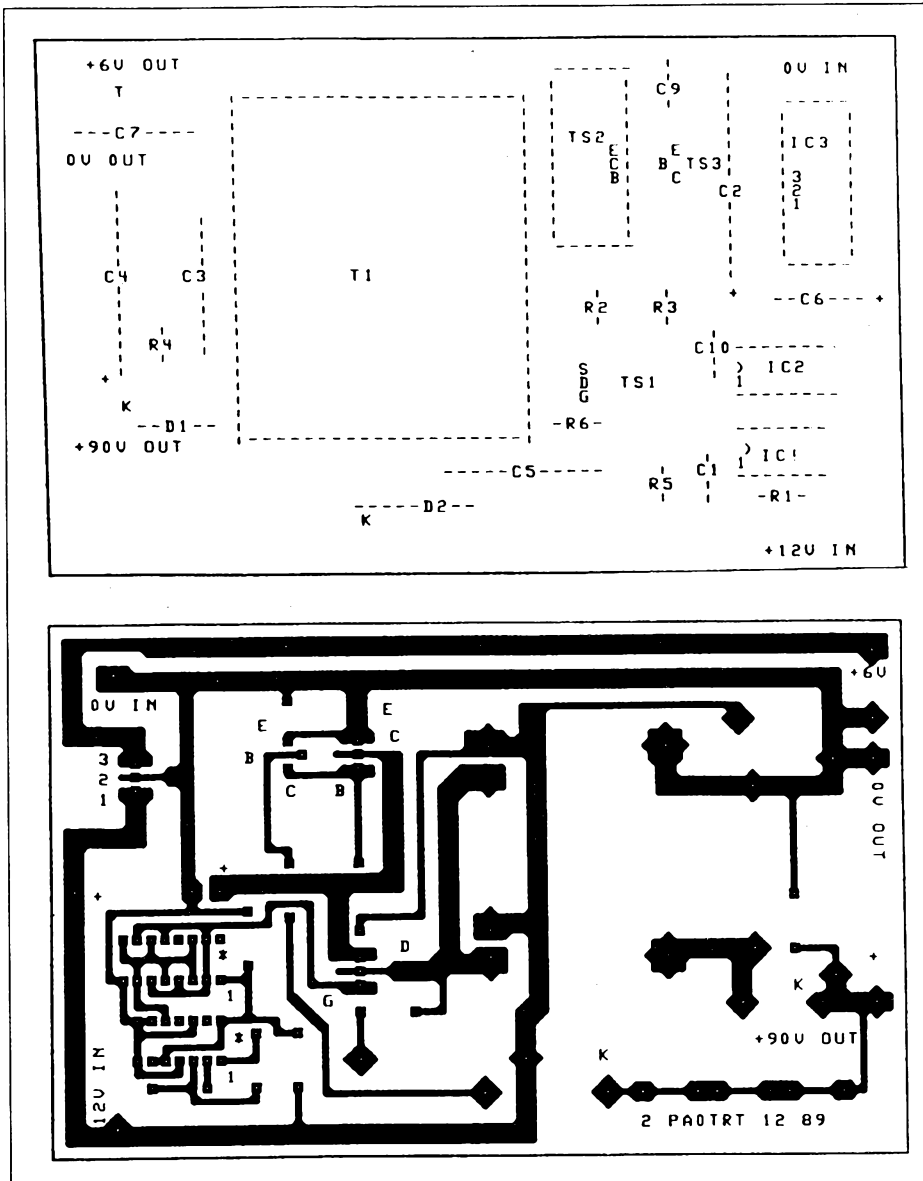 +6V OUT
T
C7
0V OUT
C4
C3
R4
+
K
D1
+90V OUT
T1
TS2
E
C
B
C9
E
B
C
TS3
C2
+
0V IN
IC3
3
2
1
C6 +
R2
R3
C10
) IC2
1
S
D
G
TS1
R6
C5
K
D2
R5
C1
) IC1
1
R1
+12V IN
+6V
0V IN
E
E
C
B
C
B
3
2
1
0V OUT
+
+
*
1
D
G
*
1
12V IN
K
+
+90V OUT
K
2 PA0TRT 12 89